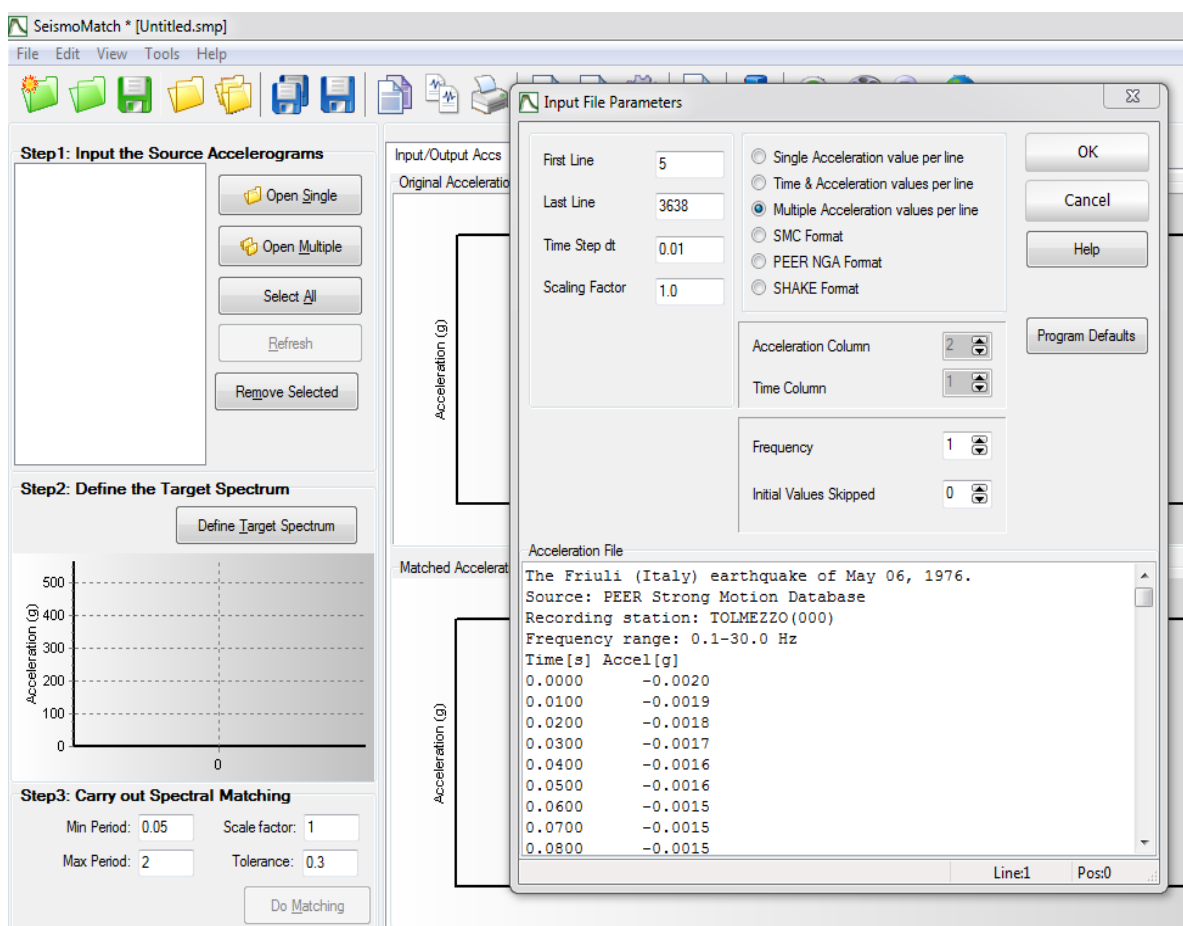 SeismoMatch * [Untitled.smp]
File Edit View Tools Help
Step1: Input the Source Accelerograms
Open Single
Open Multiple
Select All
Refresh
Remove Selected
Step2: Define the Target Spectrum
Define Target Spectrum
Acceleration (g)
500
400
300
200
100
0
0
Step3: Carry out Spectral Matching
Min Period: 0.05 Scale factor: 1
Max Period: 2 Tolerance: 0.3
Do Matching
Input/Output Accs
Original Acceleratio
Acceleration (g)
Matched Accelerat
Acceleration (g)
Input File Parameters
First Line 5
Last Line 3638
Time Step dt 0.01
Scaling Factor 1.0
Single Acceleration value per line
Time & Acceleration values per line
Multiple Acceleration values per line
SMC Format
PEER NGA Format
SHAKE Format
Acceleration Column 2
Time Column 1
Frequency 1
Initial Values Skipped 0
OK
Cancel
Help
Program Defaults
Acceleration File
The Friuli (Italy) earthquake of May 06, 1976.
Source: PEER Strong Motion Database
Recording station: TOLMEZZO(000)
Frequency range: 0.1-30.0 Hz
Time[s] Accel[g]
0.0000 -0.0020
0.0100 -0.0019
0.0200 -0.0018
0.0300 -0.0017
0.0400 -0.0016
0.0500 -0.0016
0.0600 -0.0015
0.0700 -0.0015
0.0800 -0.0015
Line:1 Pos:0